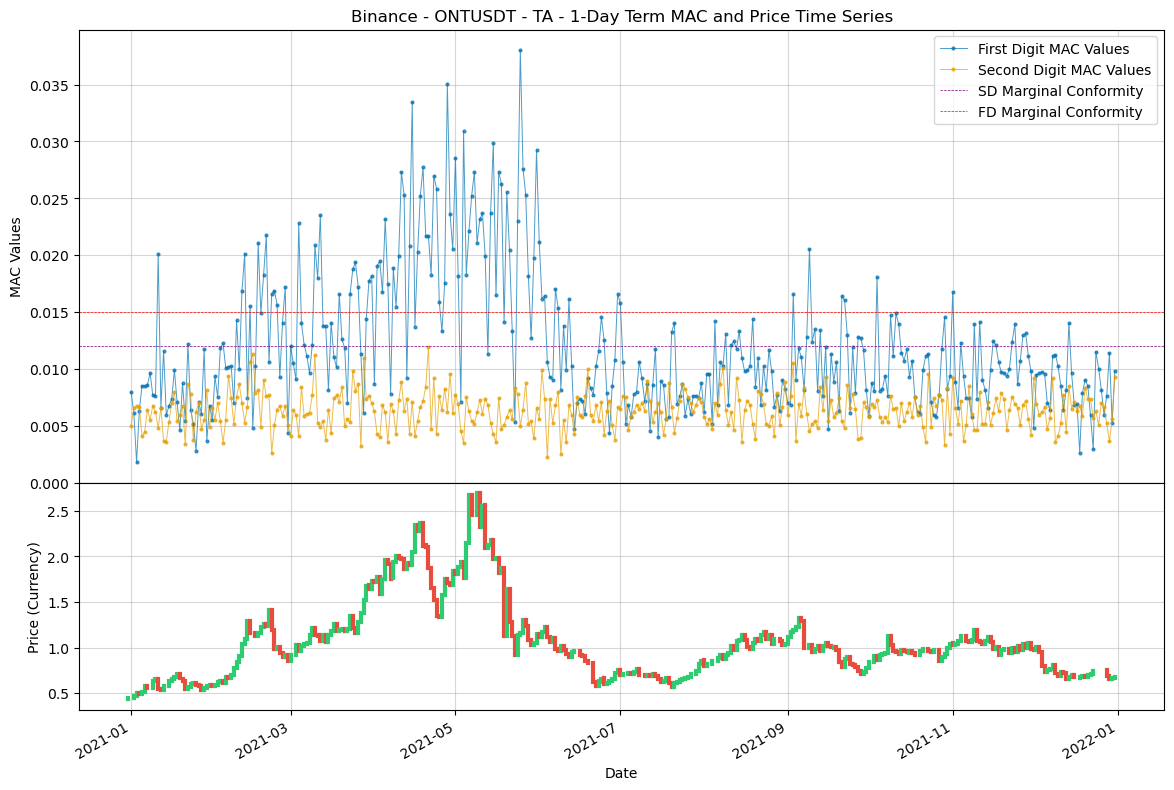 Binance - ONTUSDT - TA - 1-Day Term MAC and Price Time Series
First Digit MAC Values
Second Digit MAC Values
SD Marginal Conformity
FD Marginal Conformity
MAC Values
0.035
0.030
0.025
0.020
0.015
0.010
0.005
0.000
Price (Currency)
2.5
2.0
1.5
1.0
0.5
2021-01
2021-03
2021-05
2021-07
2021-09
2021-11
2022-01
Date